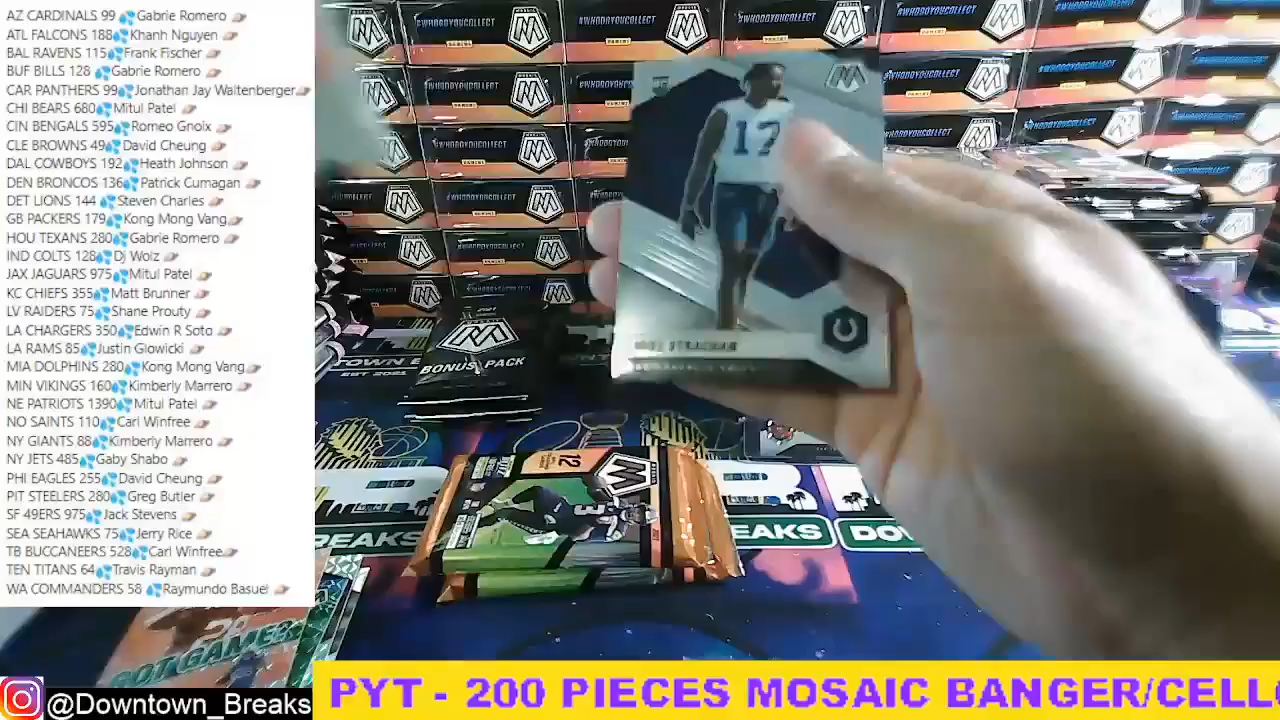 AZ CARDINALS 99💦Gabrie Romero
ATL FALCONS 188💦Khanh Nguyen
BAL RAVENS 115💦Frank Fischer
BUF BILLS 128 💦Gabrie Romero
CAR PANTHERS 99💦Jonathan Jay Waltenberger
CHI BEARS 680💦Mitul Patel
CIN BENGALS 595💦Romeo Gnoix
CLE BROWNS 49💦David Cheung
DAL COWBOYS 192💦Heath Johnson
DEN BRONCOS 136💦Patrick Cumagan
DET LIONS 144 💦Steven Charles
GB PACKERS 179💦Kong Mong Vang
HOU TEXANS 280💦Gabrie Romero
IND COLTS 128💦DJ Wolz
JAX JAGUARS 975💦Mitul Patel
KC CHIEFS 355💦Matt Brunner
LV RAIDERS 75💦Shane Prouty
LA CHARGERS 350💦Edwin R Soto
LA RAMS 85💦Justin Glowicki
MIA DOLPHINS 280💦Kong Mong Vang
MIN VIKINGS 160💦Kimberly Marrero
NE PATRIOTS 1390💦Mitul Patel
NO SAINTS 110💦Carl Winfree
NY GIANTS 88💦Kimberly Marrero
NY JETS 485💦Gaby Shabo
PHI EAGLES 255💦David Cheung
PIT STEELERS 280💦Greg Butler
SF 49ERS 975💦Jack Stevens
SEA SEAHAWKS 75💦Jerry Rice
TB BUCCANEERS 528💦Carl Winfree
TEN TITANS 64💦Travis Rayman
WA COMMANDERS 58 💦Raymundo Basuel
#WHODOYOUCOLLECT
PANINI
17
BONUS PACK
12
EAKS
DO
@Downtown_Breaks
PYT - 200 PIECES MOSAIC BANGER/CELL